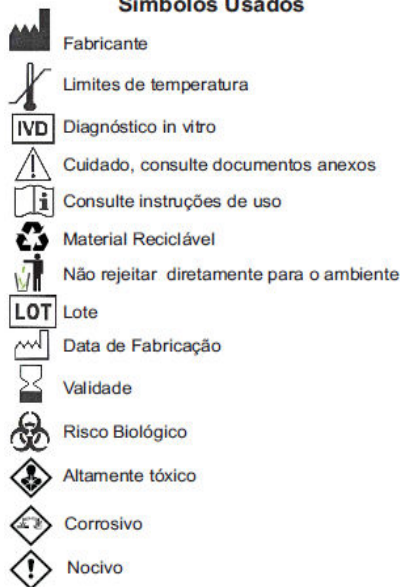 Símbolos Usados
Fabricante
Limites de temperatura
IVD Diagnóstico in vitro
Cuidado, consulte documentos anexos
i Consulte instruções de uso
Material Reciclável
Não rejeitar diretamente para o ambiente
LOT Lote
Data de Fabricação
Validade
Risco Biológico
Altamente tóxico
Corrosivo
Nocivo